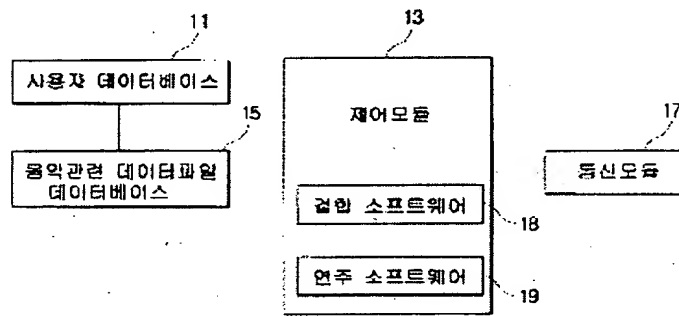 11
사용자 데이터베이스
15
음악관련 데이터파일
데이터베이스
13
제어모듈
결합 소프트웨어
18
연주 소프트웨어
19
17
통신모듈